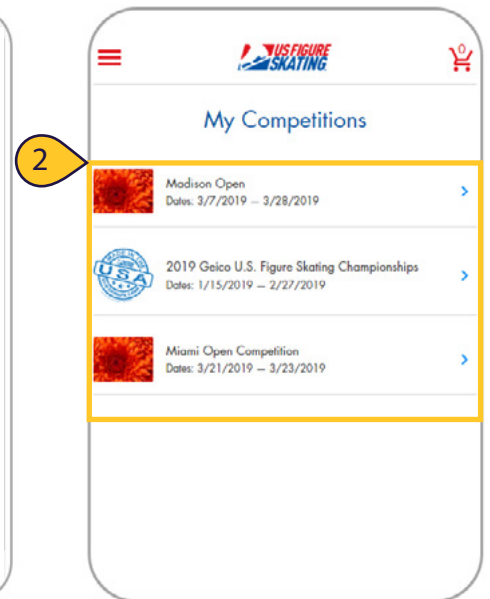 US FIGURE
SKATING
0
My Competitions
2
Madison Open
Dates: 3/7/2019 — 3/28/2019
USA
2019 Geico U.S. Figure Skating Championships
Dates: 1/15/2019 — 2/27/2019
Miami Open Competition
Dates: 3/21/2019 — 3/23/2019